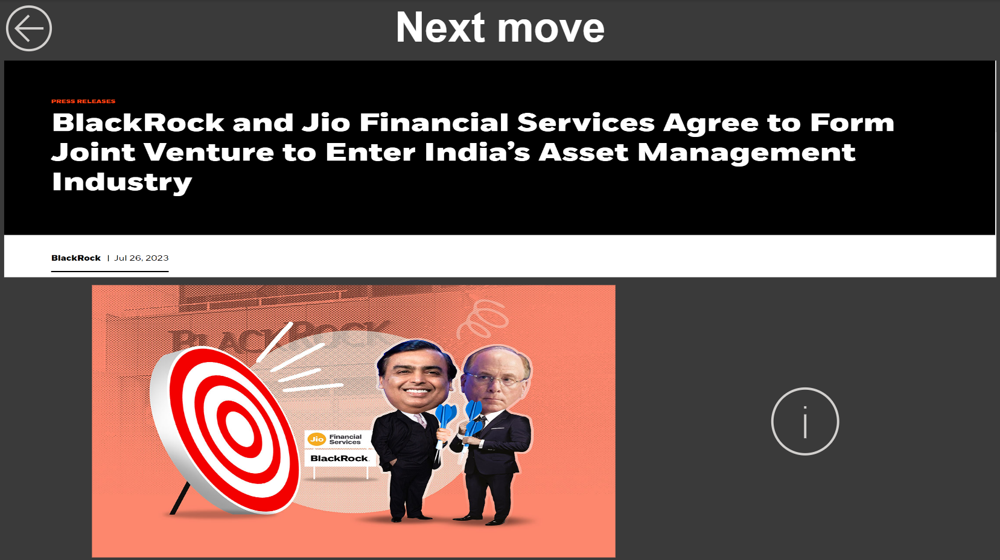 Next move
PRESS RELEASES
BlackRock and Jio Financial Services Agree to Form
Joint Venture to Enter India’s Asset Management
Industry
BlackRock | Jul 26, 2023
BLACKROCK
Jio Financial
Services
BlackRock.
i